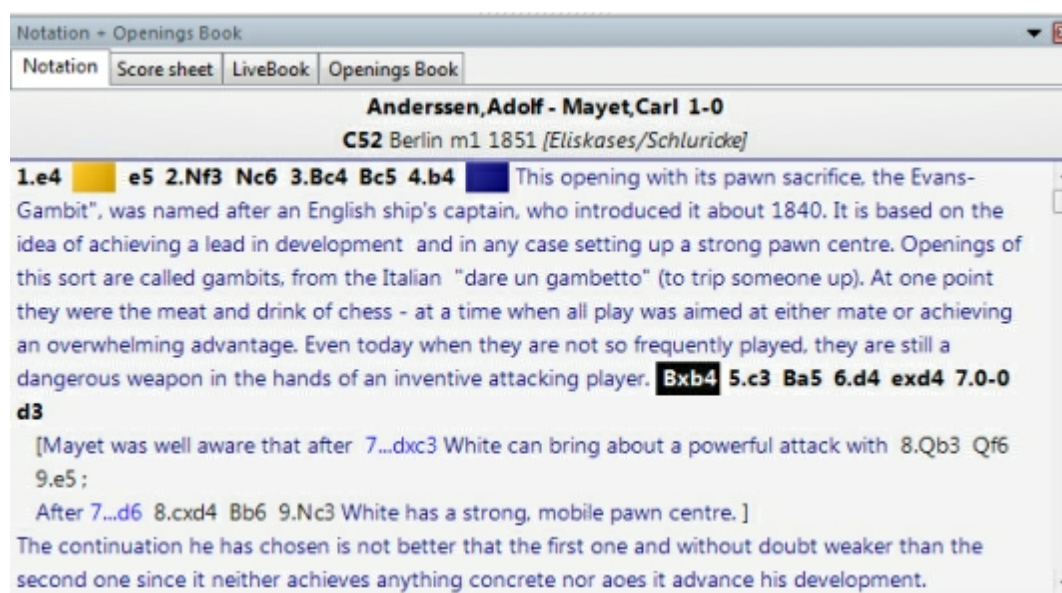 Notation + Openings Book
Notation Score sheet LiveBook Openings Book
Anderssen,Adolf - Mayet,Carl 1-0
C52 Berlin m1 1851 [Eliskases/Schluricke]
1.e4 e5 2.Nf3 Nc6 3.Bc4 Bc5 4.b4 This opening with its pawn sacrifice, the Evans-
Gambit", was named after an English ship's captain, who introduced it about 1840. It is based on the
idea of achieving a lead in development and in any case setting up a strong pawn centre. Openings of
this sort are called gambits, from the Italian "dare un gambetto" (to trip someone up). At one point
they were the meat and drink of chess - at a time when all play was aimed at either mate or achieving
an overwhelming advantage. Even today when they are not so frequently played, they are still a
dangerous weapon in the hands of an inventive attacking player. Bxb4 5.c3 Ba5 6.d4 exd4 7.0-0
d3
[Mayet was well aware that after 7...dxc3 White can bring about a powerful attack with 8.Qb3 Qf6
9.e5 ;
After 7...d6 8.cxd4 Bb6 9.Nc3 White has a strong, mobile pawn centre. ]
The continuation he has chosen is not better that the first one and without doubt weaker than the
second one since it neither achieves anything concrete nor aoes it advance his development.